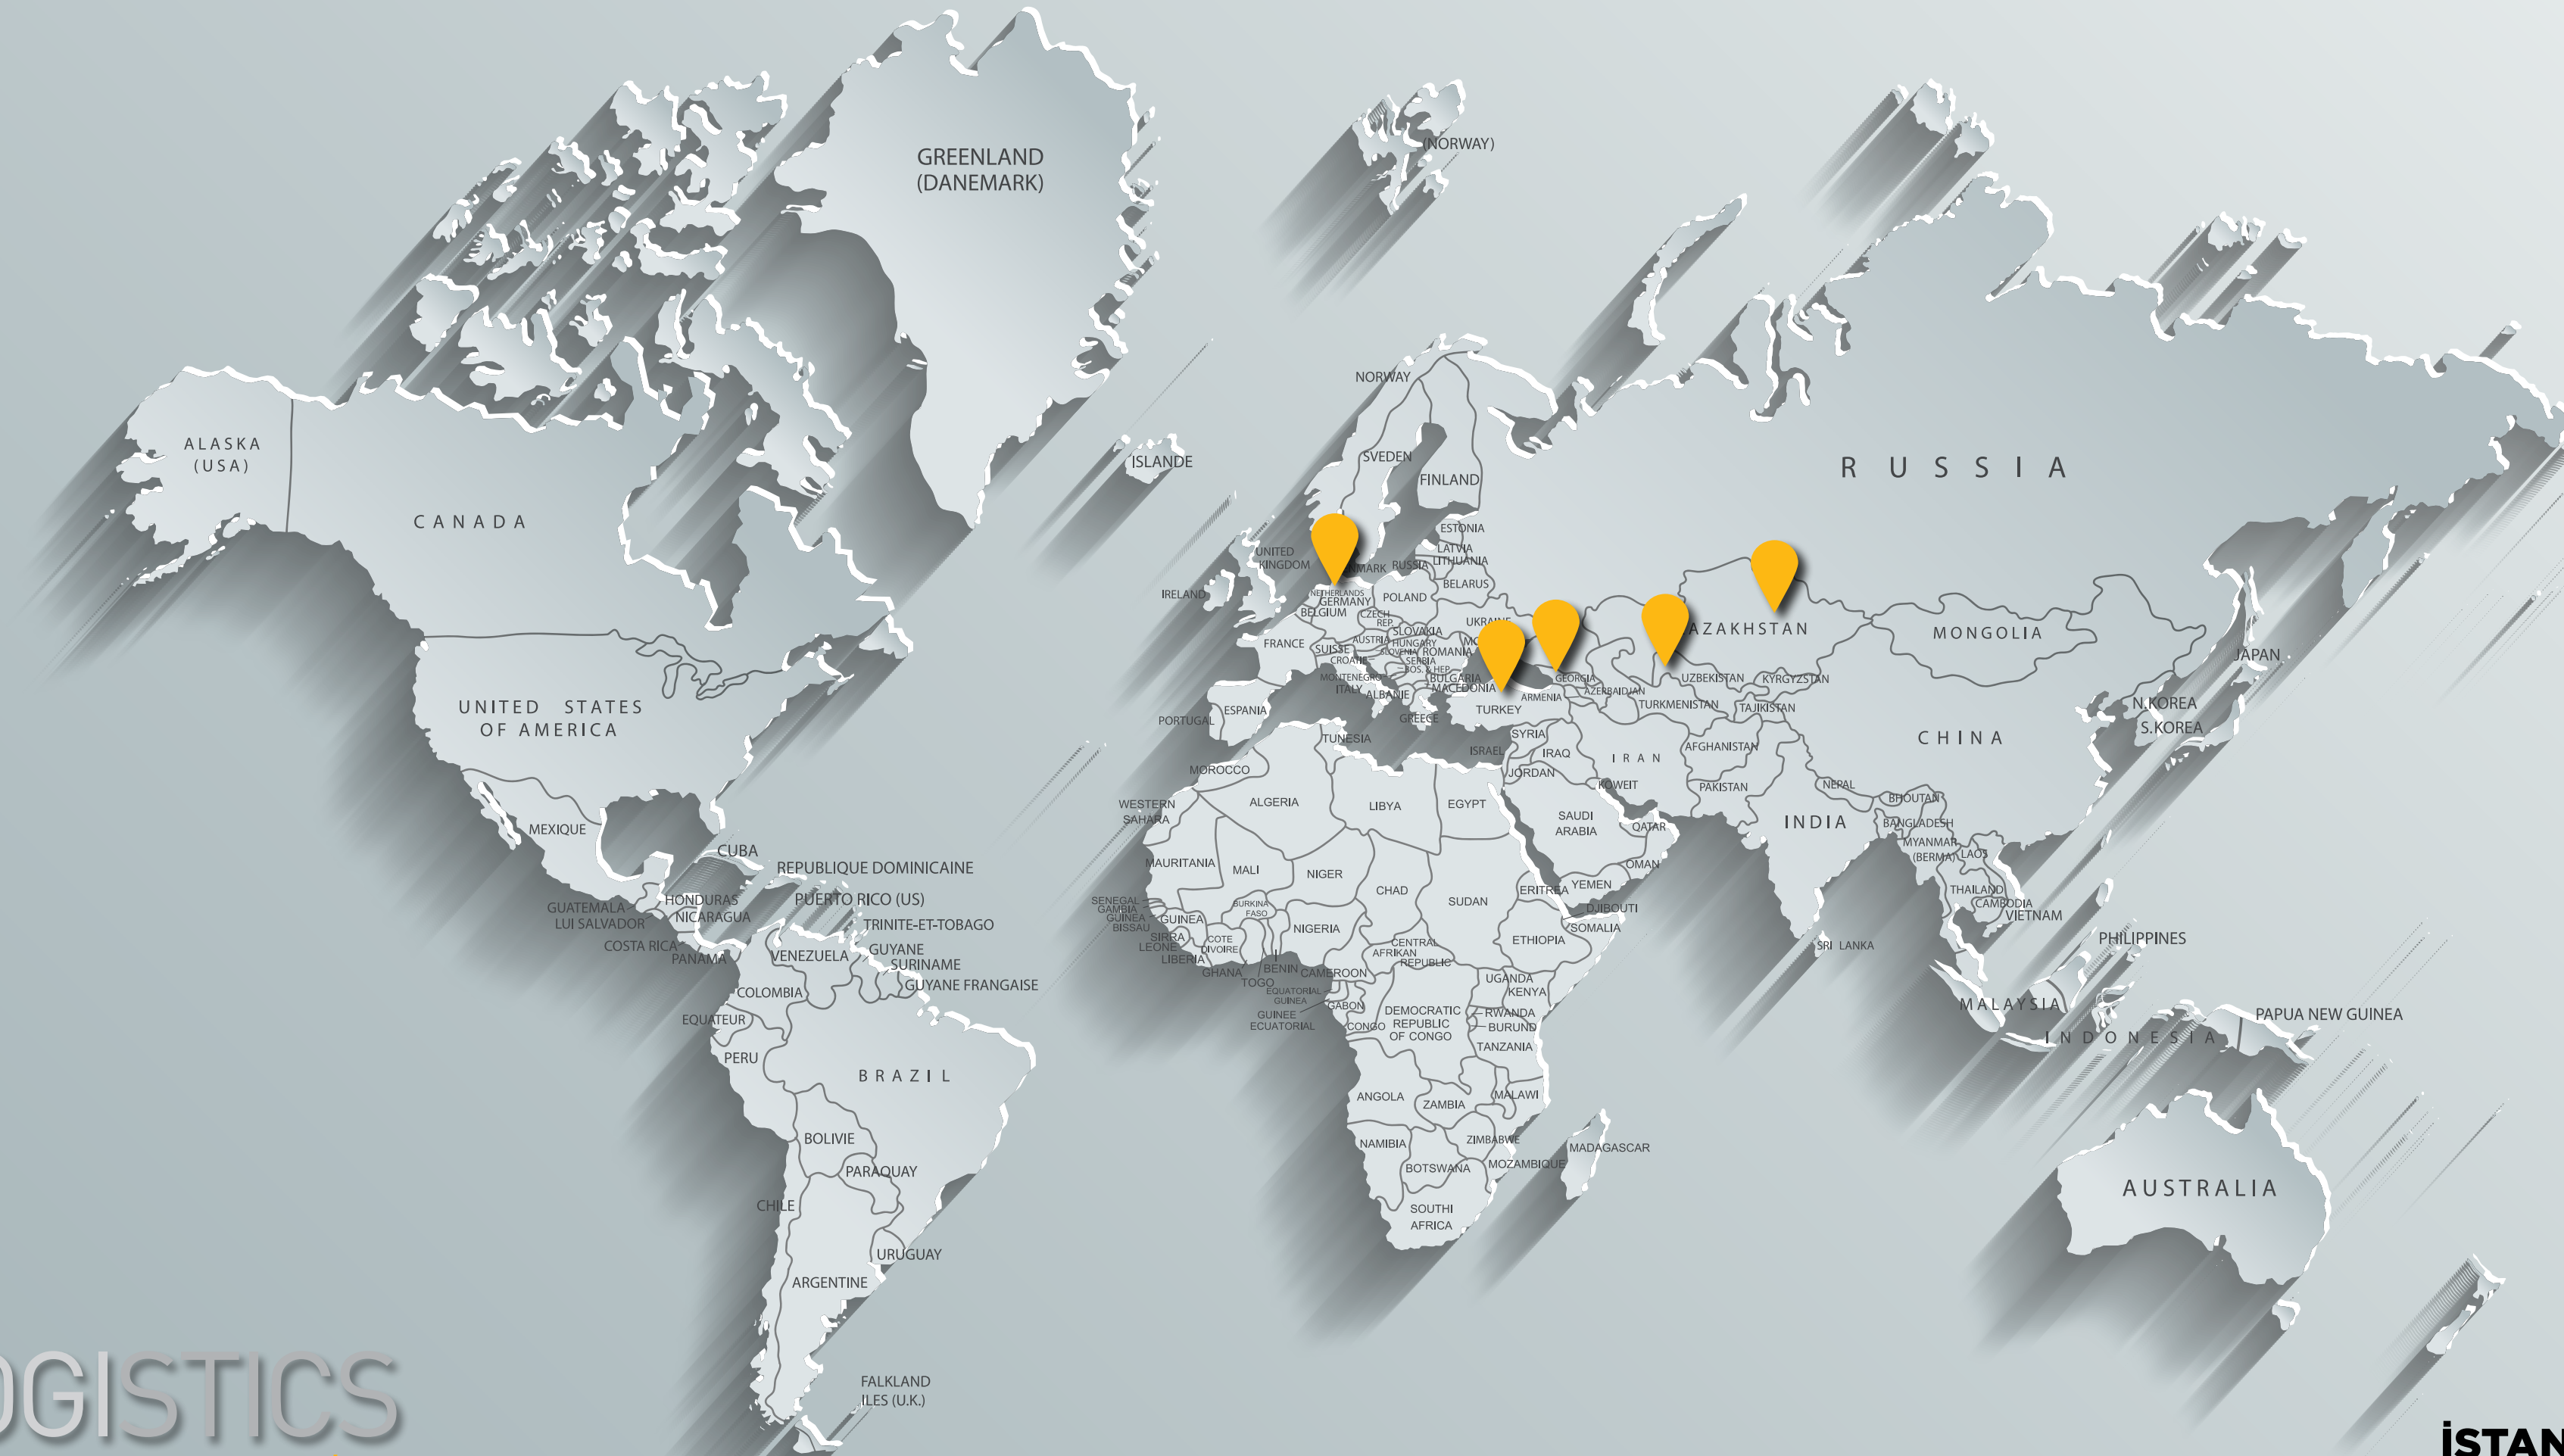 GREENLAND
(DANEMARK)
(NORWAY)
NORWAY
ALASKA
(USA)
CANADA
ISLANDE
SVEDEN
FINLAND
RUSSIA
ESTONIA
LATVIA
LITHUANIA
RUSSIA
BELARUS
UNITED
KINGDOM
IRELAND
NETHERLANDS
GERMANY
BELGIUM
POLAND
CZECH
REP.
FRANCE
SUISSE
AUSTRIA
SLOVAKIA
HUNGARY
SLOVENIA
ROMANIA
CROATIE
SERBIA
BOS. & HEP.
MONTENEGRO
ITALY
ALBANIE
BULGARIA
MACEDONIA
GREECE
ESPANIA
PORTUGAL
TURKEY
GEORGIA
ARMENIA
AZERBAIDJAN
AZAKHSTAN
UZBEKISTAN
KYRGYZSTAN
TURKMENISTAN
TAJIKISTAN
MONGOLIA
JAPAN
N.KOREA
S.KOREA
CHINA
UNITED STATES
OF AMERICA
MEXIQUE
CUBA
REPUBLIQUE DOMINICAINE
PUERTO RICO (US)
TRINITE-ET-TOBAGO
HONDURAS
NICARAGUA
GUATEMALA
LUI SALVADOR
COSTA RICA
PANAMA
VENEZUELA
GUYANE
SURINAME
GUYANE FRANGAISE
COLOMBIA
EQUATEUR
PERU
BRAZIL
BOLIVIE
PARAQUAY
CHILE
URUGUAY
ARGENTINE
FALKLAND
ILES (U.K.)
TUNESIA
MOROCCO
ALGERIA
LIBYA
EGYPT
WESTERN
SAHARA
MAURITANIA
MALI
NIGER
CHAD
SUDAN
ERITREA
DJIBOUTI
SOMALIA
ETHIOPIA
SENEGAL
GAMBIA
GUINEA
BISSAU
GUINEA
SIRRA
LEONE
LIBERIA
COTE
DIVOIRE
BURKINA
FASO
GHANA
TOGO
BENIN
NIGERIA
CAMEROON
CENTRAL
AFRIKAN
REPUBLIC
EQUATORIAL
GUINEA
GUINEE
ECUATORIAL
GABON
CONGO
DEMOCRATIC
REPUBLIC
OF CONGO
UGANDA
KENYA
RWANDA
BURUND
TANZANIA
ANGOLA
ZAMBIA
MALAWI
NAMIBIA
ZIMBABWE
BOTSWANA
MOZAMBIQUE
MADAGASCAR
SOUTHI
AFRICA
SYRIA
ISRAEL
IRAQ
JORDAN
KOWEIT
IRAN
SAUDI
ARABIA
QATAR
OMAN
YEMEN
AFGHANISTAN
PAKISTAN
INDIA
NEPAL
BHOUTAN
BANGLADESH
MYANMAR
(BERMA)
LAOS
THAILAND
CAMBODIA
VIETNAM
SRI LANKA
PHILIPPINES
MALAYSIA
INDONESIA
PAPUA NEW GUINEA
AUSTRALIA
OGISTICS
İSTAN